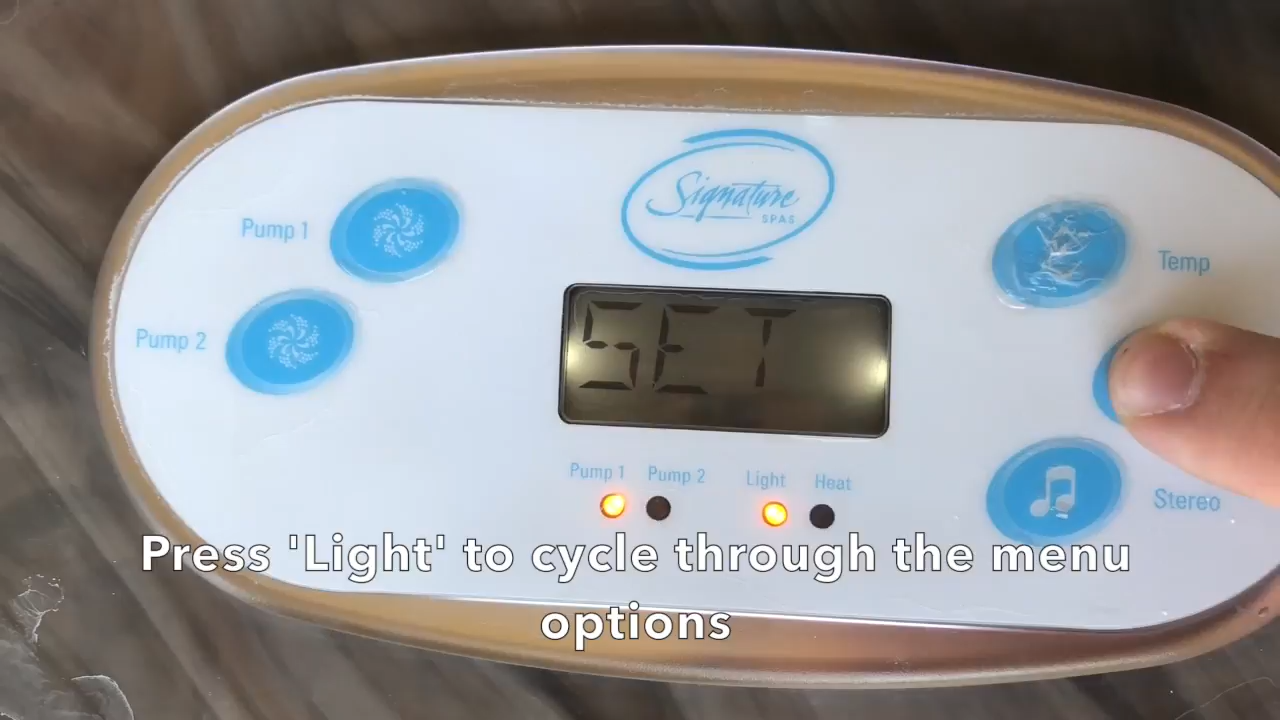 Signature
SPAS
Pump 1
Temp
Pump 2
SET
Pump 1 Pump 2 Light Heat
Stereo
Press 'Light' to cycle through the menu
options